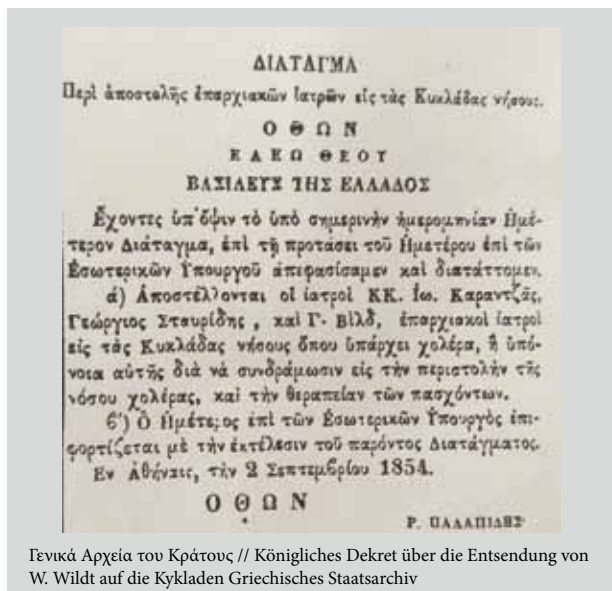 ΔΙΑΤΑΓΜΑ
Περὶ ἀποστολῆς ἐπαρχιακῶν ἰατρῶν εἰς τὰς Κυκλάδας νήσους.
ΟΘΩΝ
ΕΛΕΩ ΘΕΟΥ
ΒΑΣΙΛΕΥΣ ΤΗΣ ΕΛΛΑΔΟΣ
Ἔχοντες ὑπ' ὄψιν τὸ ὑπὸ σημερινὴν ἡμερομηνίαν Ἡμέ-
τερον Διάταγμα, ἐπὶ τῇ προτάσει τοῦ Ἡμετέρου ἐπὶ τῶν
Ἐσωτερικῶν Ὑπουργοῦ ἀπεφασίσαμεν καὶ διατάττομεν.
ά) Ἀποστέλλονται οἱ ἰατροὶ ΚΚ. Ἰω. Καραντζᾶς,
Γεώργιος Σταυρίδης, καὶ Γ. Βὶλδ, ἐπαρχιακοὶ ἰατροὶ
εἰς τὰς Κυκλάδας νήσους ὅπου ὑπάρχει χολέρα, ἢ ὑπό-
νοια αὐτῆς διὰ νὰ συνδράμωσιν εἰς τὴν περιστολὴν τῆς
νόσου χολέρας, καὶ τὴν θεραπείαν τῶν πασχόντων.
ϐ') Ὁ Ἡμέτερος ἐπὶ τῶν Ἐσωτερικῶν Ὑπουργὸς ἐπι-
φορτίζεται μὲ τὴν ἐκτέλεσιν τοῦ παρόντος Διατάγματος.
Ἐν Ἀθήναις, τὴν 2 Σεπτεμϐρίου 1854.
ΟΘΩΝ
Ρ. ΠΑΛΑΜΙΔΗΣ
Γενικά Αρχεία του Κράτους // Königliches Dekret über die Entsendung von
W. Wildt auf die Kykladen Griechisches Staatsarchiv